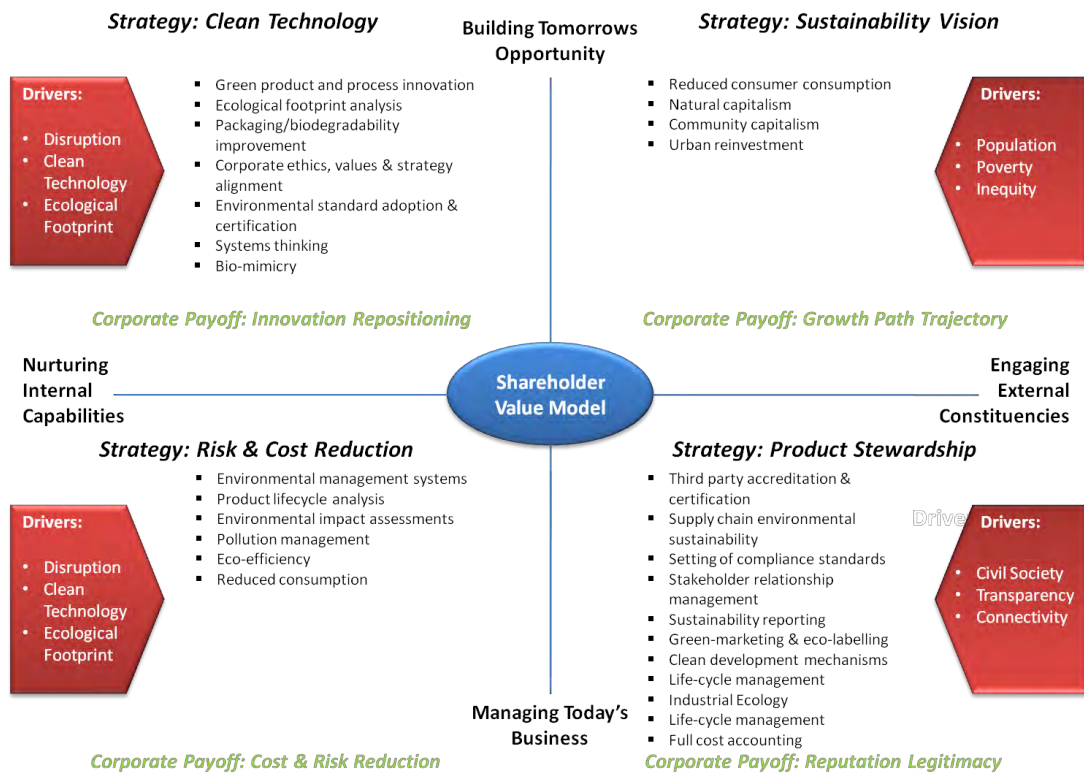 Strategy: Clean Technology
Building Tomorrows
Opportunity
Strategy: Sustainability Vision
Drivers:
• Disruption
• Clean
Technology
• Ecological
Footprint
▪ Green product and process innovation
▪ Ecological footprint analysis
▪ Packaging/biodegradability
improvement
▪ Corporate ethics, values & strategy
alignment
▪ Environmental standard adoption &
certification
▪ Systems thinking
▪ Bio-mimicry
▪ Reduced consumer consumption
▪ Natural capitalism
▪ Community capitalism
▪ Urban reinvestment
Drivers:
• Population
• Poverty
• Inequity
Corporate Payoff: Innovation Repositioning
Corporate Payoff: Growth Path Trajectory
Nurturing
Internal
Capabilities
Shareholder
Value Model
Engaging
External
Constituencies
Strategy: Risk & Cost Reduction
Strategy: Product Stewardship
Drivers:
• Disruption
• Clean
Technology
• Ecological
Footprint
▪ Environmental management systems
▪ Product lifecycle analysis
▪ Environmental impact assessments
▪ Pollution management
▪ Eco-efficiency
▪ Reduced consumption
▪ Third party accreditation &
certification
▪ Supply chain environmental
sustainability
▪ Setting of compliance standards
▪ Stakeholder relationship
management
▪ Sustainability reporting
▪ Green-marketing & eco-labelling
▪ Clean development mechanisms
▪ Life-cycle management
▪ Industrial Ecology
▪ Life-cycle management
▪ Full cost accounting
Drive
Drivers:
• Civil Society
• Transparency
• Connectivity
Managing Today's
Business
Corporate Payoff: Cost & Risk Reduction
Corporate Payoff: Reputation Legitimacy